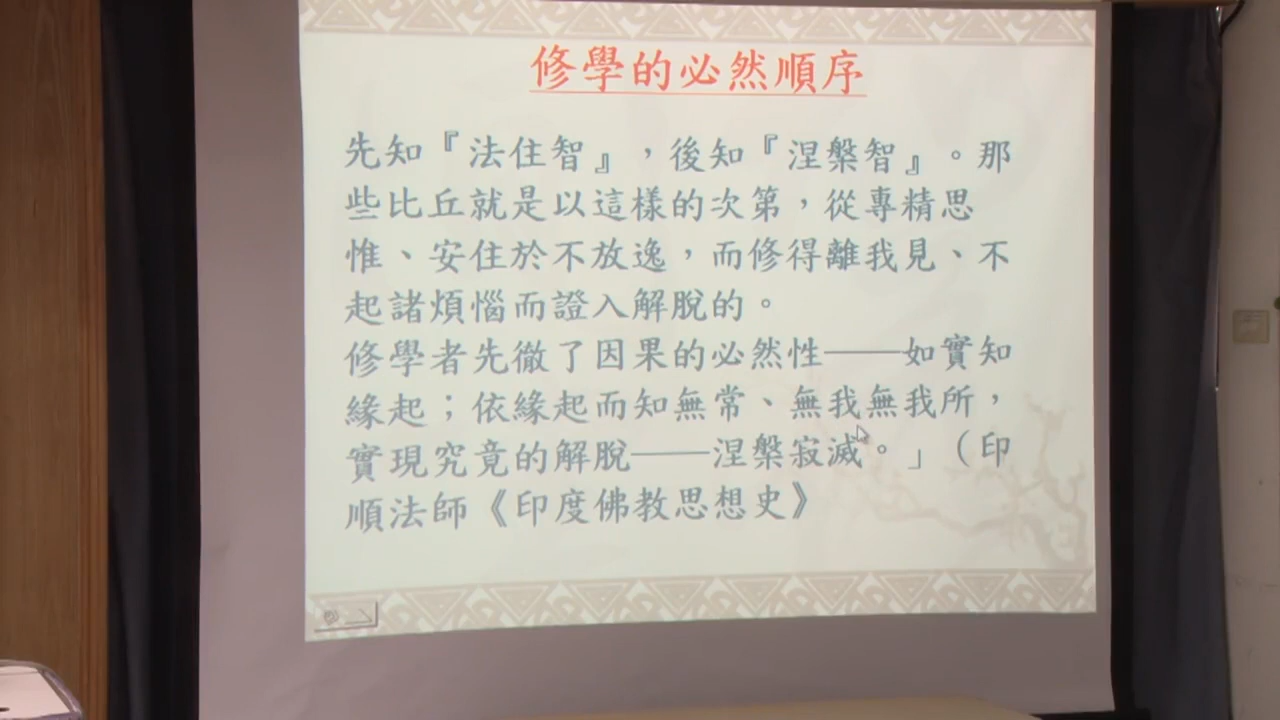 修學的必然順序
先知『法住智』，後知『涅槃智』。那
些比丘就是以這樣的次第，從專精思
惟、安住於不放逸，而修得離我見、不
起諸煩惱而證入解脫的。
修學者先徹了因果的必然性──如實知
緣起；依緣起而知無常、無我無我所，
實現究竟的解脫──涅槃寂滅。」（印
順法師《印度佛教思想史》